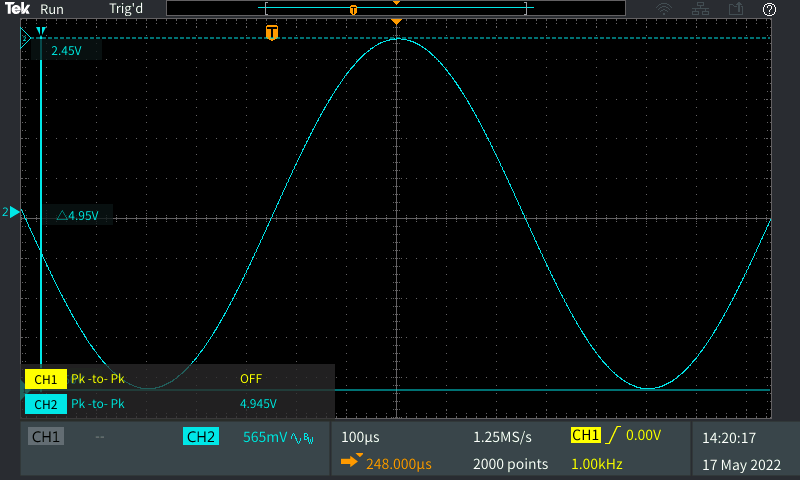 Tek Run Trig'd T ?
T
2 2.45V
2 △4.95V
CH1 Pk -to- Pk OFF
CH2 Pk -to- Pk 4.945V
CH1 -- CH2 565mV BW 100µs 1.25MS/s CH1 0.00V 14:20:17
248.000µs 2000 points 1.00kHz 17 May 2022